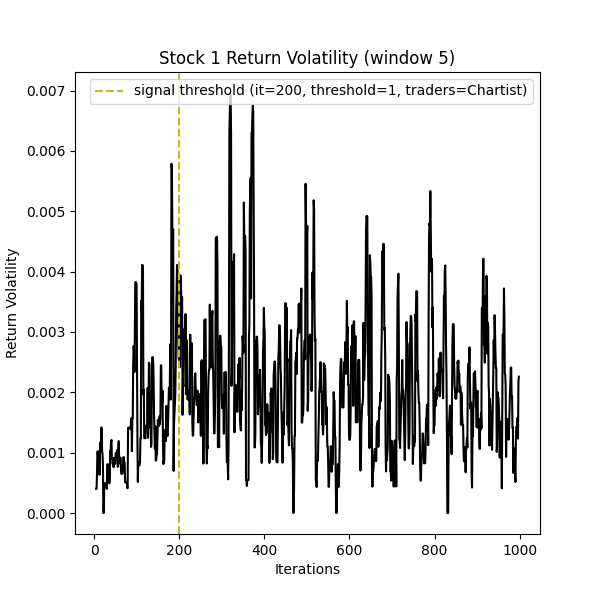 Stock 1 Return Volatility (window 5)
signal threshold (it=200, threshold=1, traders=Chartist)
0.007
0.006
0.005
0.004
0.003
0.002
0.001
0.000
Return Volatility
0 200 400 600 800 1000
Iterations